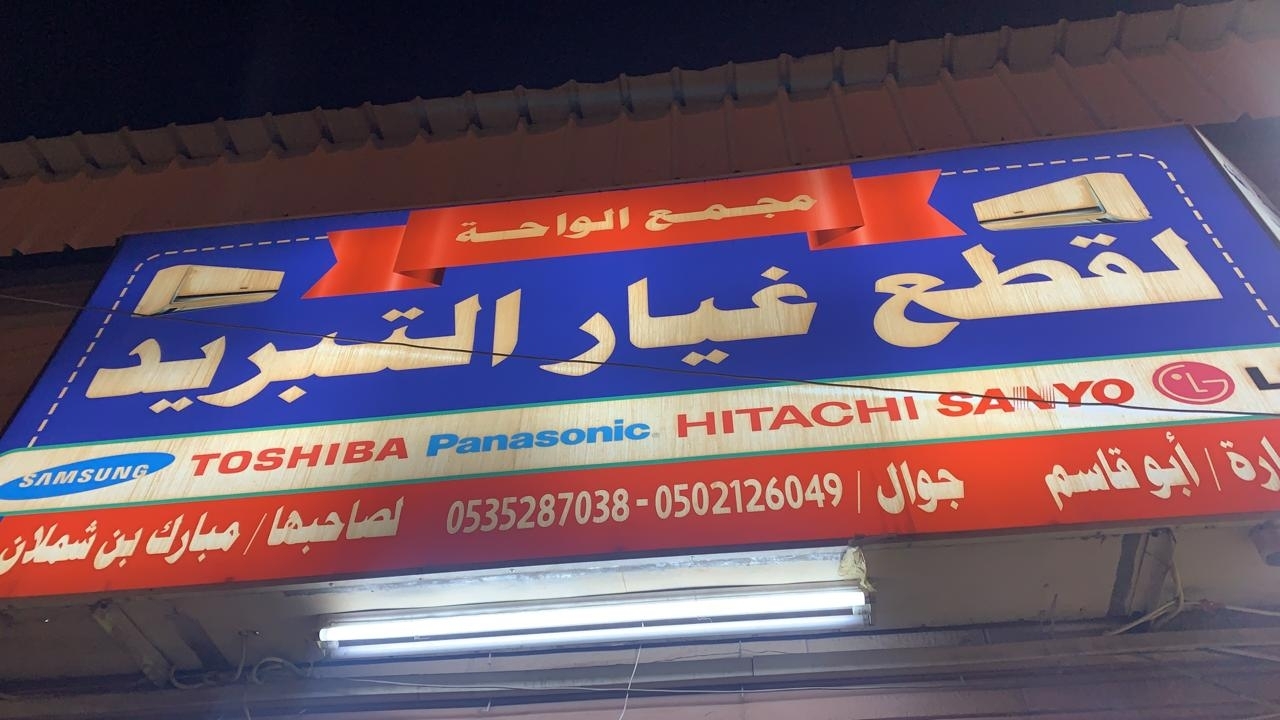 مجمع الواحة
لقطع غيار التبريد
SAMSUNG TOSHIBA Panasonic HITACHI SANYO LG
أبو قاسم جوال / 0502126049 - 0535287038 لصاحبها / مبارك بن شملان